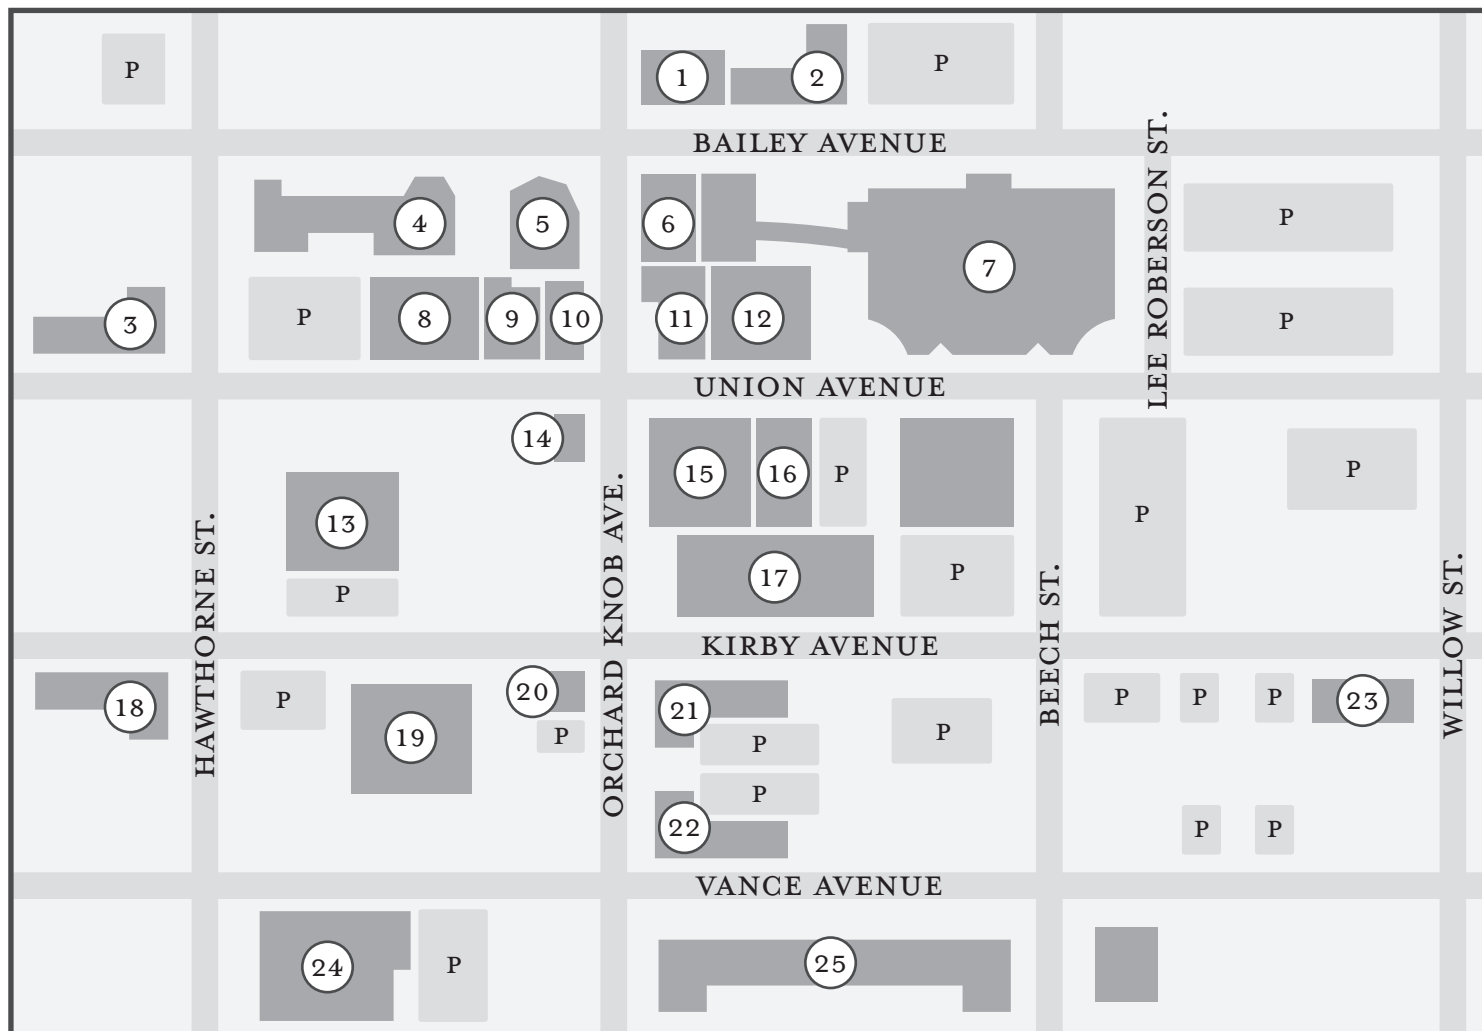 P
1
2
P
BAILEY AVENUE
4
5
6
7
P
3
P
8
9
10
11
12
P
LEE ROBERSON ST.
UNION AVENUE
14
13
P
15
16
P
17
P
P
P
HAWTHORNE ST.
ORCHARD KNOB AVE.
KIRBY AVENUE
BEECH ST.
WILLOW ST.
18
P
19
20
P
21
P
P
22
P
P
P
P
23
P
P
VANCE AVENUE
24
P
25